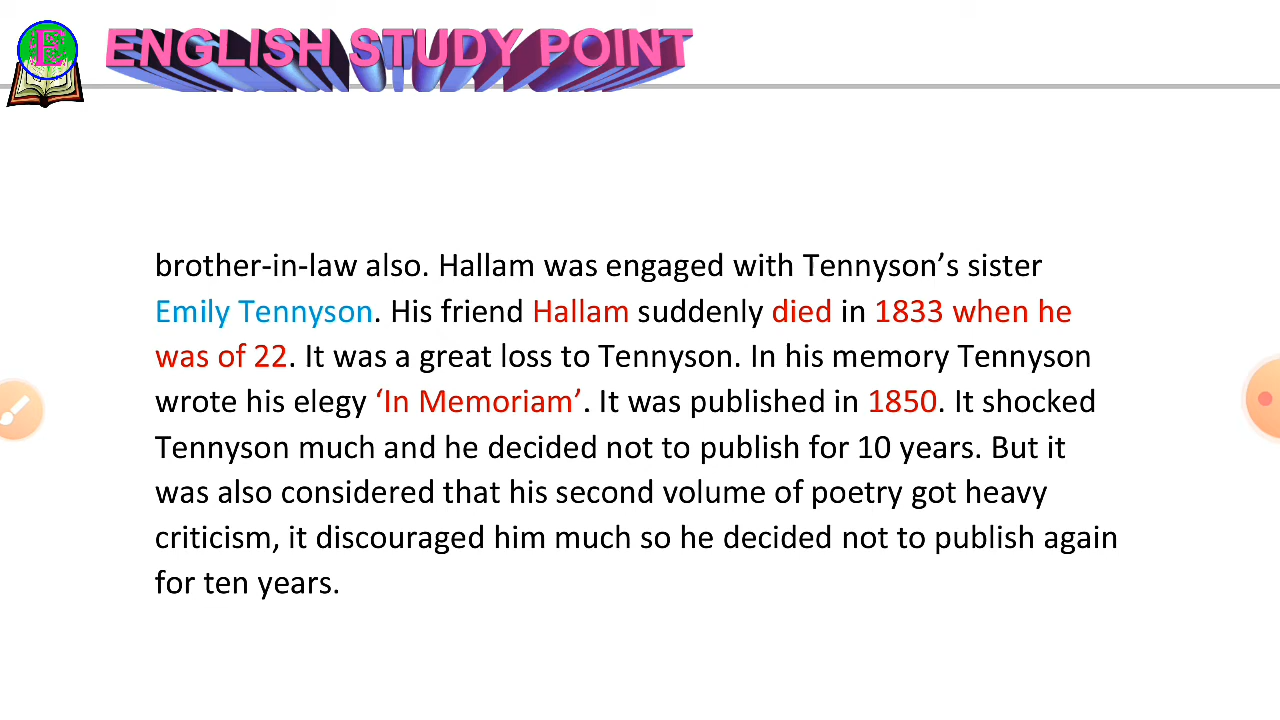 E
ENGLISH STUDY POINT
brother-in-law also. Hallam was engaged with Tennyson’s sister
Emily Tennyson. His friend Hallam suddenly died in 1833 when he
was of 22. It was a great loss to Tennyson. In his memory Tennyson
wrote his elegy ‘In Memoriam’. It was published in 1850. It shocked
Tennyson much and he decided not to publish for 10 years. But it
was also considered that his second volume of poetry got heavy
criticism, it discouraged him much so he decided not to publish again
for ten years.